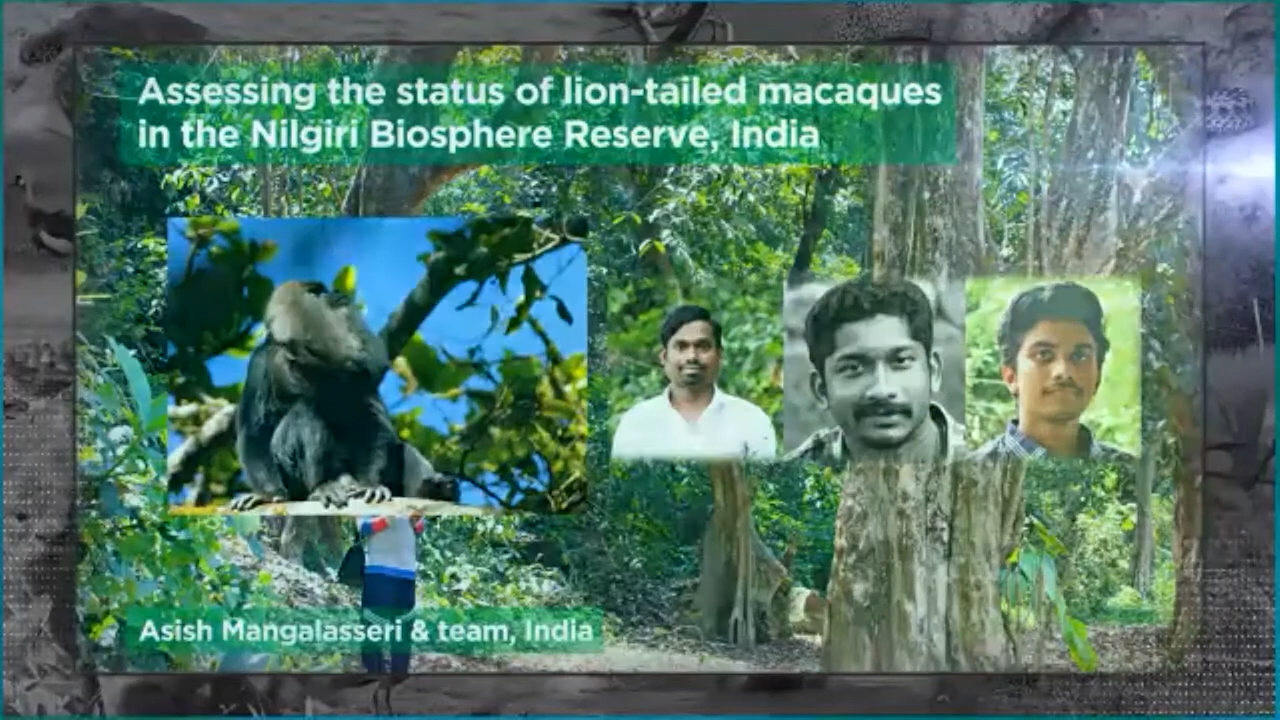 Assessing the status of lion-tailed macaques
in the Nilgiri Biosphere Reserve, India
Asish Mangalasseri & team, India